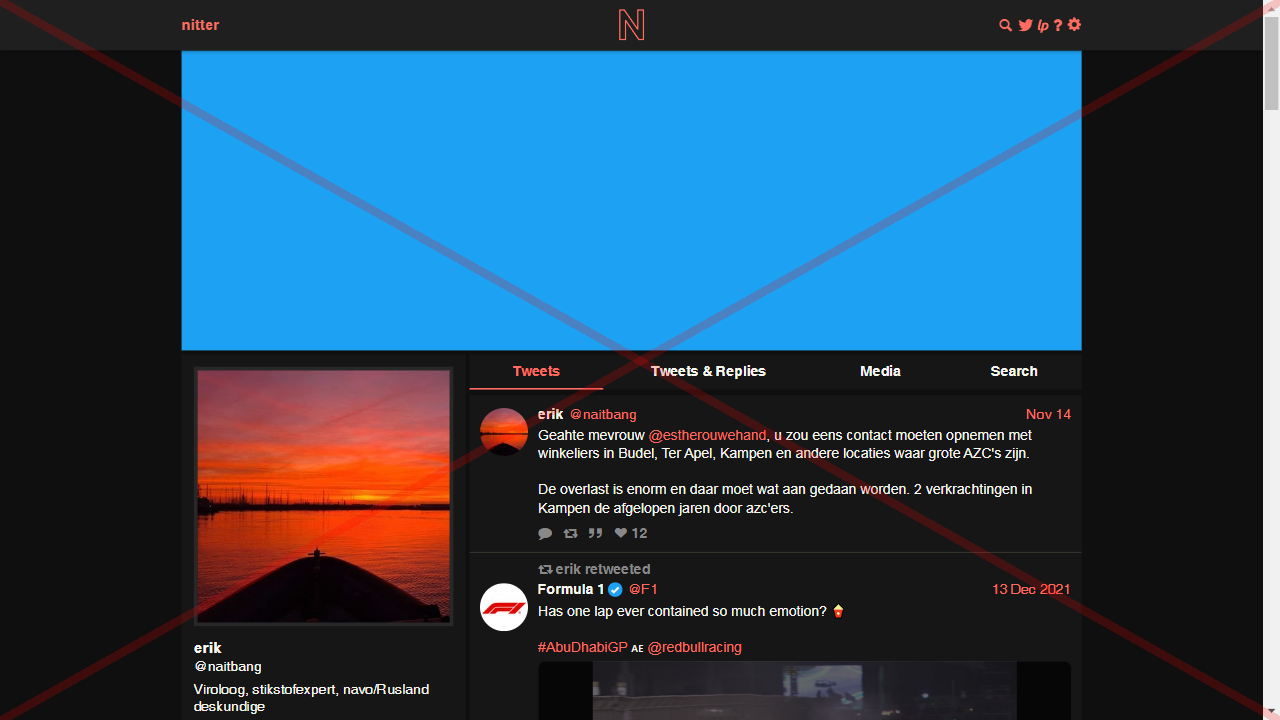 nitter
N
lp ?
Tweets
Tweets & Replies
Media
Search
erik @naitbang
Nov 14
Geahte mevrouw @estherouwehand, u zou eens contact moeten opnemen met
winkeliers in Budel, Ter Apel, Kampen en andere locaties waar grote AZC's zijn.
De overlast is enorm en daar moet wat aan gedaan worden. 2 verkrachtingen in
Kampen de afgelopen jaren door azc'ers.
12
erik retweeted
Formula 1 @F1
13 Dec 2021
Has one lap ever contained so much emotion? 🍿
#AbuDhabiGP 🇦🇪 @redbullracing
erik
@naitbang
Viroloog, stikstofexpert, navo/Rusland
deskundige